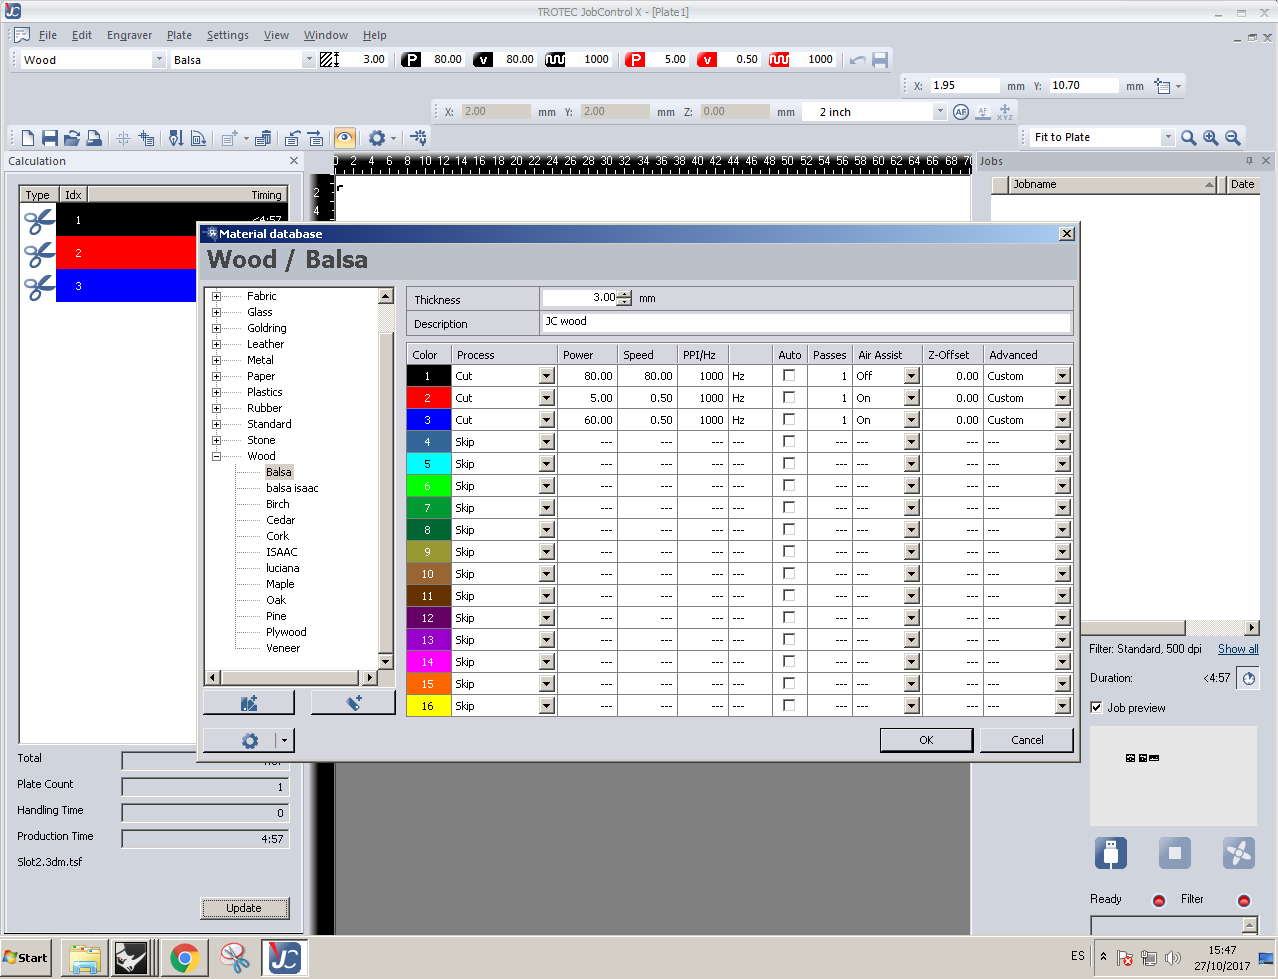 TROTEC JobControl X - [Plate1]
File Edit Engraver Plate Settings View Window Help
Wood Balsa 3.00 P 80.00 v 80.00 1000 P 5.00 v 0.50 1000
X: 1.95 mm Y: 10.70 mm
X: 2.00 mm Y: 2.00 mm Z: 0.00 mm 2 inch AF AF XYZ
Fit to Plate
Calculation
0 2 4 6 8 10 12 14 16 18 20 22 24 26 28 30 32 34 36 38 40 42 44 46 48 50 52 54 56 58 60 62 64 66 68
Jobs
Type Idx Timing
2
4
Jobname Date
1 <4:57
2
3
Material database
Wood / Balsa
Fabric
Glass
Goldring
Leather
Metal
Paper
Plastics
Rubber
Standard
Stone
Wood
Balsa
balsa isaac
Birch
Cedar
Cork
ISAAC
luciana
Maple
Oak
Pine
Plywood
Veneer
Thickness 3.00 mm
Description JC wood
Color Process Power Speed PPI/Hz Auto Passes Air Assist Z-Offset Advanced
1 Cut 80.00 80.00 1000 Hz 1 Off 0.00 Custom
2 Cut 5.00 0.50 1000 Hz 1 On 0.00 Custom
3 Cut 60.00 0.50 1000 Hz 1 On 0.00 Custom
4 Skip --- --- --- --- --- --- --- ---
5 Skip --- --- --- --- --- --- --- ---
6 Skip --- --- --- --- --- --- --- ---
7 Skip --- --- --- --- --- --- --- ---
8 Skip --- --- --- --- --- --- --- ---
9 Skip --- --- --- --- --- --- --- ---
10 Skip --- --- --- --- --- --- --- ---
11 Skip --- --- --- --- --- --- --- ---
12 Skip --- --- --- --- --- --- --- ---
13 Skip --- --- --- --- --- --- --- ---
14 Skip --- --- --- --- --- --- --- ---
15 Skip --- --- --- --- --- --- --- ---
16 Skip --- --- --- --- --- --- --- ---
OK Cancel
Filter: Standard, 500 dpi Show all
Duration: <4:57
Job preview
Total
Plate Count 1
Handling Time 0
Production Time 4:57
Slot2.3dm.tsf
Update
Ready Filter
Start JC ES 15:47
27/10/2017